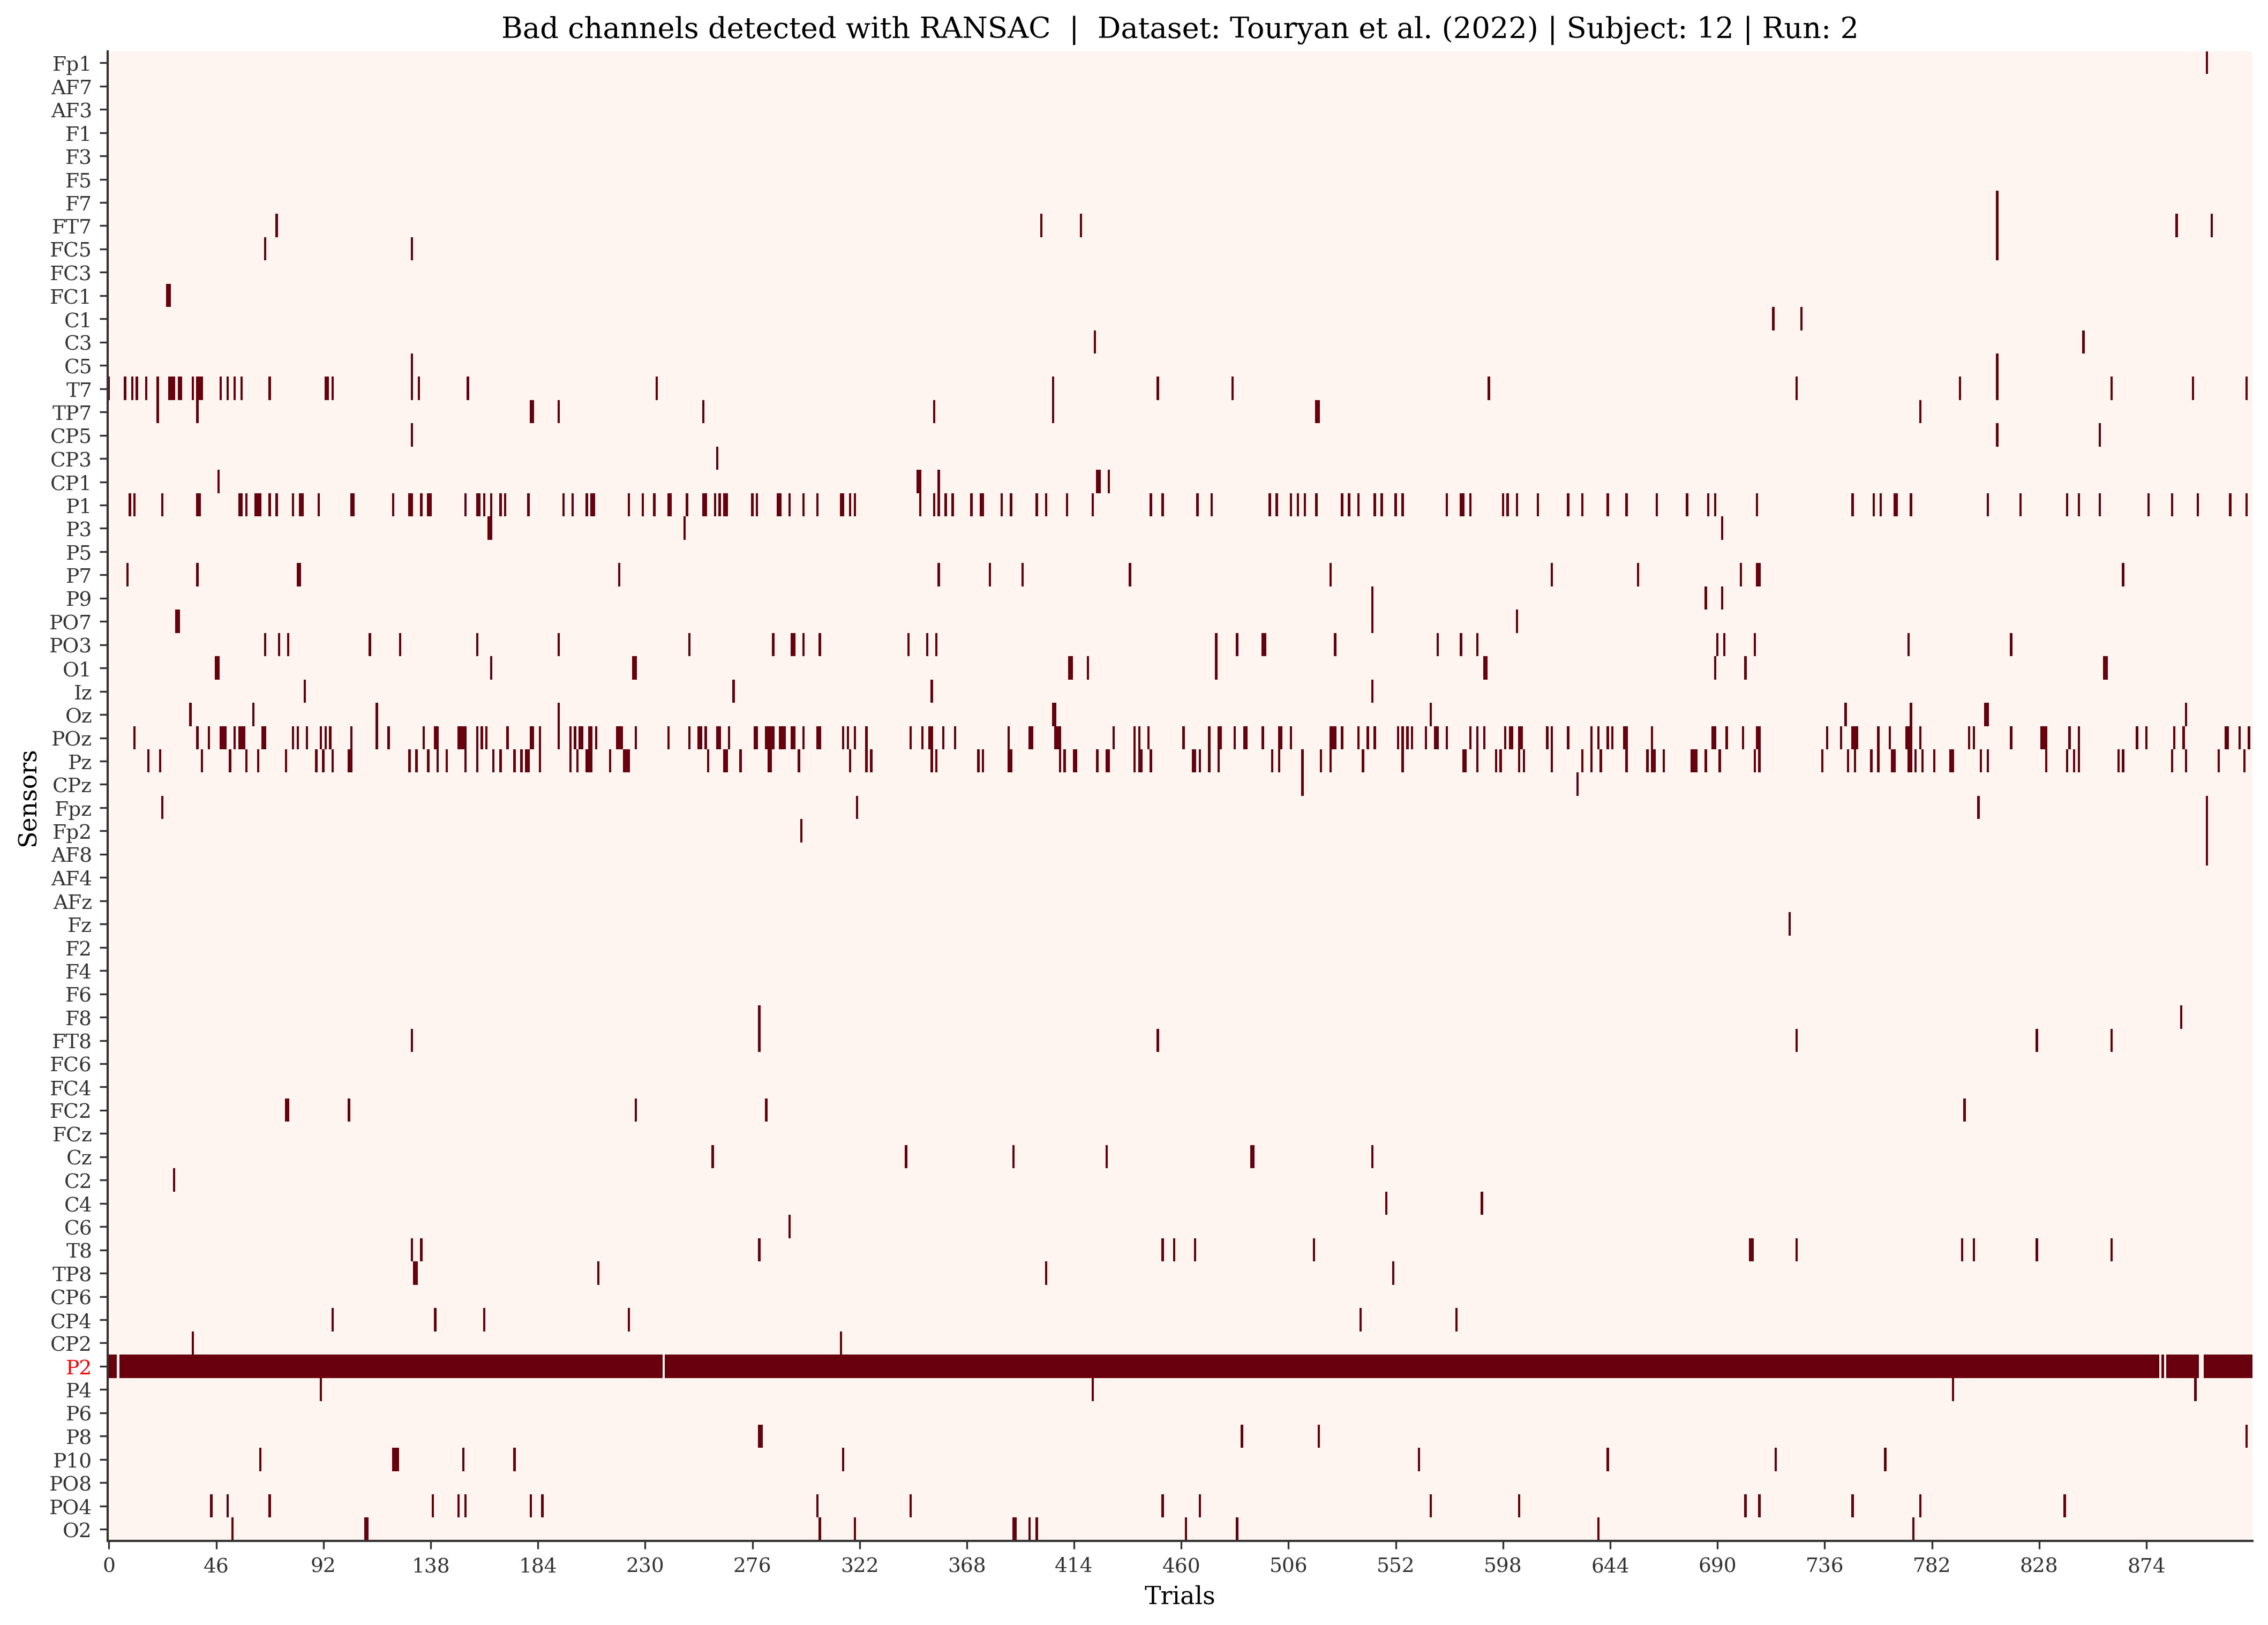 Bad channels detected with RANSAC | Dataset: Touryan et al. (2022) | Subject: 12 | Run: 2
Sensors
Fp1
AF7
AF3
F1
F3
F5
F7
FT7
FC5
FC3
FC1
C1
C3
C5
T7
TP7
CP5
CP3
CP1
P1
P3
P5
P7
P9
PO7
PO3
O1
Iz
Oz
POz
Pz
CPz
Fpz
Fp2
AF8
AF4
AFz
Fz
F2
F4
F6
F8
FT8
FC6
FC4
FC2
FCz
Cz
C2
C4
C6
T8
TP8
CP6
CP4
CP2
P2
P4
P6
P8
P10
PO8
PO4
O2
0 46 92 138 184 230 276 322 368 414 460 506 552 598 644 690 736 782 828 874
Trials